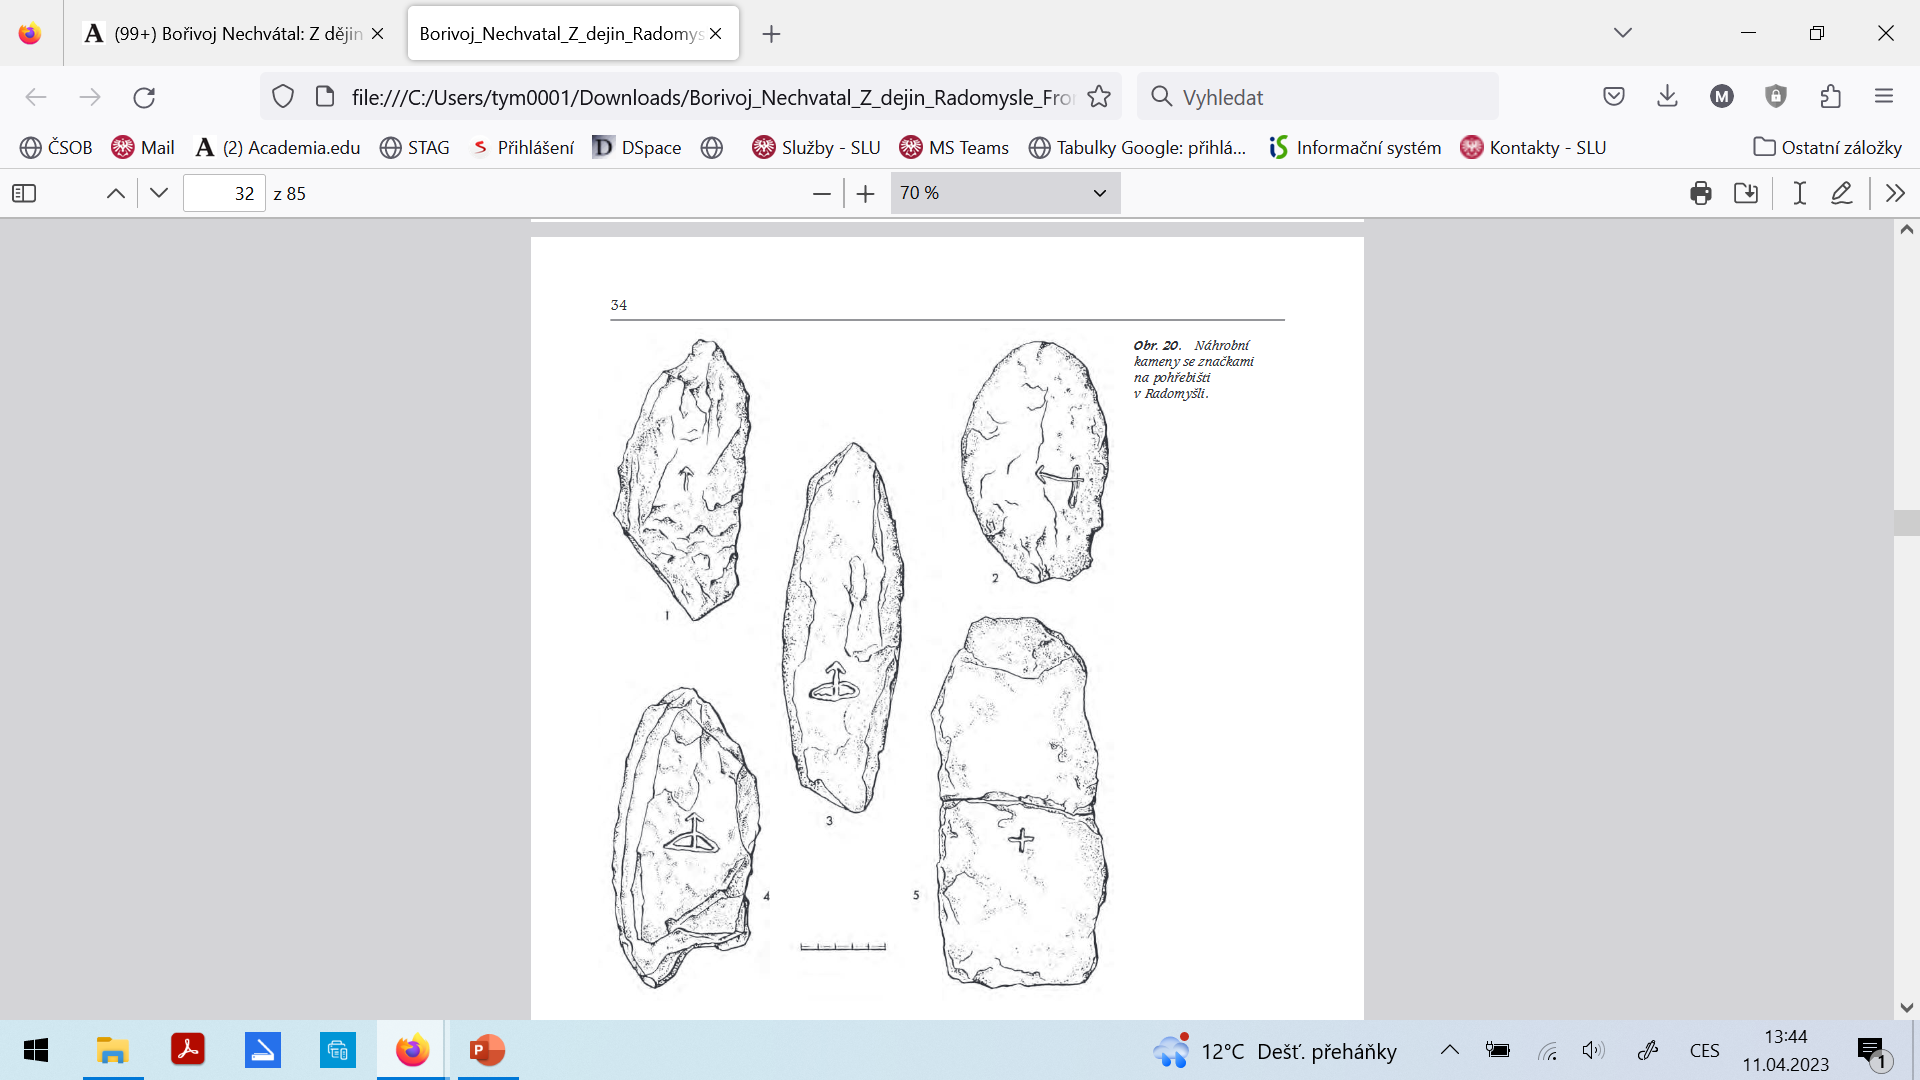 (99+) Bořivoj Nechvátal: Z dějin
Borivoj_Nechvatal_Z_dejin_Radomys
file:///C:/Users/tym0001/Downloads/Borivoj_Nechvatal_Z_dejin_Radomysle_Fro
Vyhledat
ČSOB
Mail
(2) Academia.edu
STAG
Přihlášení
DSpace
Služby - SLU
MS Teams
Tabulky Google: přihlá...
Informační systém
Kontakty - SLU
Ostatní záložky
32 z 85
70 %
34
Obr. 20. Náhrobní
kameny se značkami
na pohřebišti
v Radomyšli.
1
2
3
4
5
12°C Dešť. přeháňky
CES
13:44
11.04.2023
1